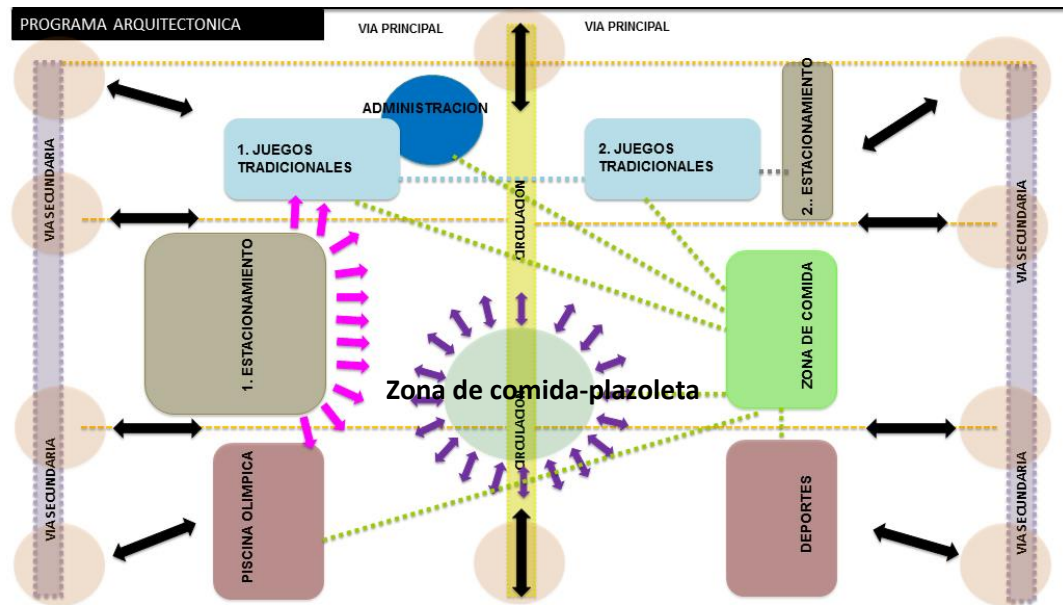 PROGRAMA ARQUITECTONICA
VIA PRINCIPAL
VIA PRINCIPAL
ADMINISTRACION
1. JUEGOS
TRADICIONALES
2. JUEGOS
TRADICIONALES
2.. ESTACIONAMIENTO
VIA SECUNDARIA
CIRCULACION
VIA SECUNDARIA
1. ESTACIONAMIENTO
ZONA DE COMIDA
Zona de comida-plazoleta
CIRCULACION
VIA SECUNDARIA
PISCINA OLIMPICA
DEPORTES
VIA SECUNDARIA